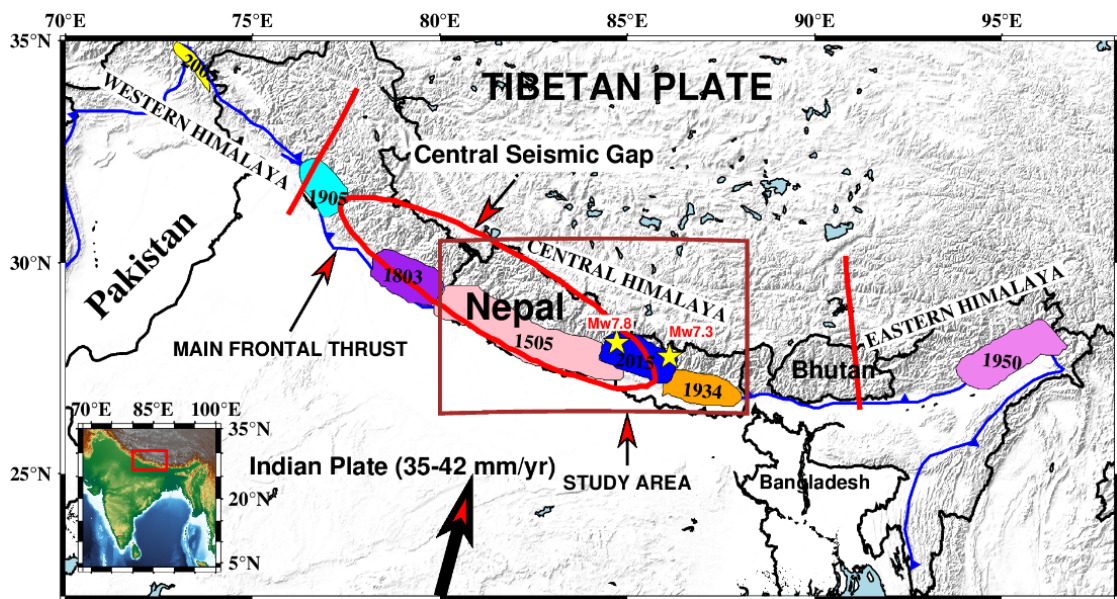 70°E 75°E 80°E 85°E 90°E 95°E
35°N
TIBETAN PLATE
WESTERN HIMALAYA
Central Seismic Gap
1905
Pakistan
30°N
1803
CENTRAL HIMALAYA
Nepal
Mw7.8
Mw7.3
EASTERN HIMALAYA
MAIN FRONTAL THRUST
1505
2015
1950
Bhutan
1934
70°E 85°E 100°E
35°N
Indian Plate (35-42 mm/yr)
STUDY AREA
Bangladesh
25°N
20°N
5°N